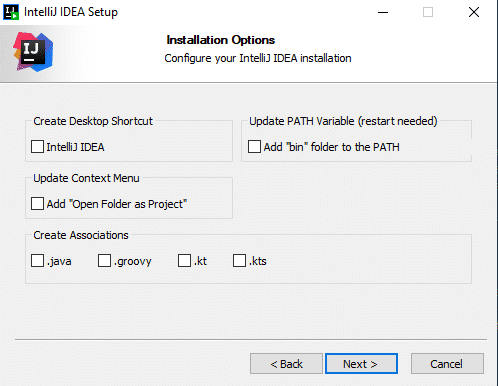 IntelliJ IDEA Setup
IJ
Installation Options
Configure your IntelliJ IDEA installation
Create Desktop Shortcut
IntelliJ IDEA
Update PATH Variable (restart needed)
Add "bin" folder to the PATH
Update Context Menu
Add "Open Folder as Project"
Create Associations
.java .groovy .kt .kts
< Back Next > Cancel